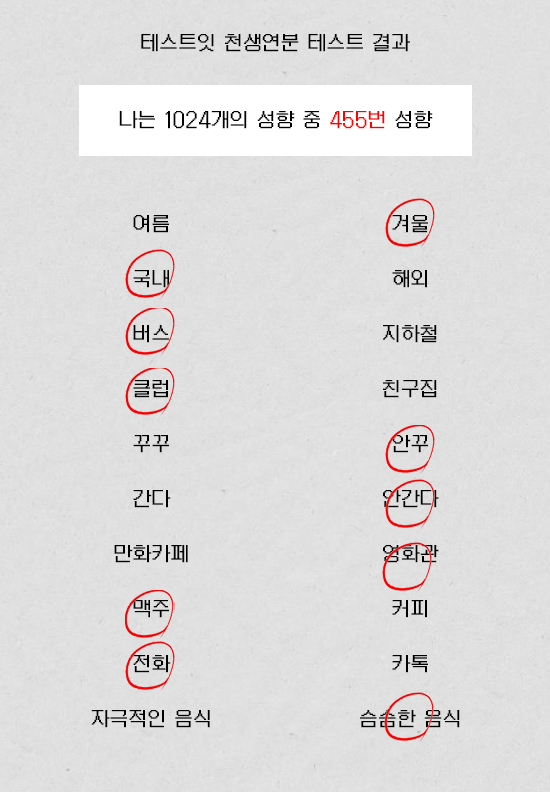 테스트잇 천생연분 테스트 결과
나는 1024개의 성향 중 455번 성향
여름 겨울
국내 해외
버스 지하철
클럽 친구집
꾸꾸 안꾸
간다 안간다
만화카페 영화관
맥주 커피
전화 카톡
자극적인 음식 슴슴한 음식